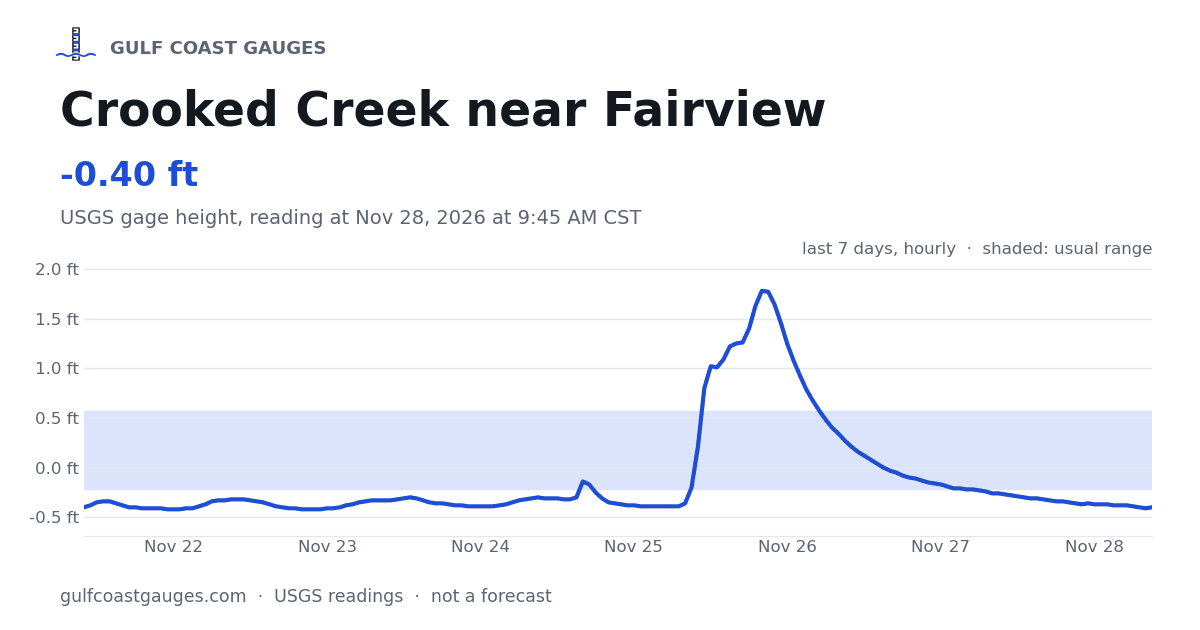 GULF COAST GAUGES
Crooked Creek near Fairview
-0.40 ft
USGS gage height, reading at Nov 28, 2026 at 9:45 AM CST
last 7 days, hourly · shaded: usual range
2.0 ft
1.5 ft
1.0 ft
0.5 ft
0.0 ft
-0.5 ft
Nov 22 Nov 23 Nov 24 Nov 25 Nov 26 Nov 27 Nov 28
gulfcoastgauges.com · USGS readings · not a forecast